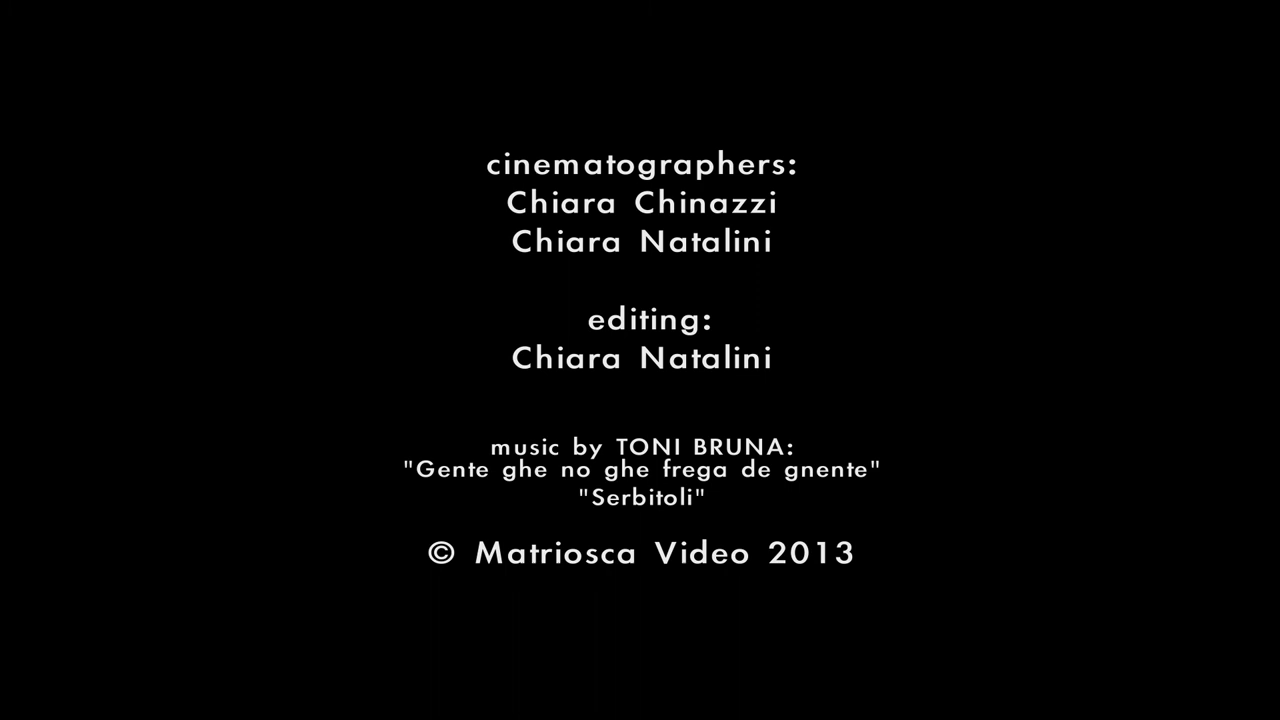 cinematographers:
Chiara Chinazzi
Chiara Natalini
editing:
Chiara Natalini
music by TONI BRUNA:
"Gente ghe no ghe frega de gnente"
"Serbitoli"
© Matriosca Video 2013